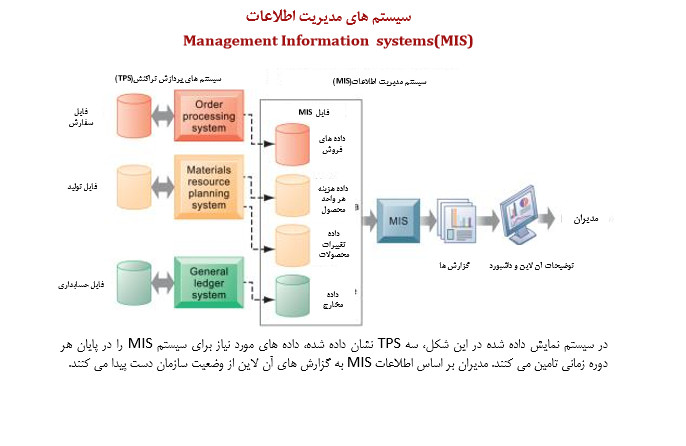 سیستم های مدیریت اطلاعات
Management Information systems(MIS)
سیستم های پردازش تراکنش(TPS)
سیستم مدیریت اطلاعات(MIS)
فایل
سفارش
Order
processing
system
فایل تولید
Materials
resource
planning
system
فایل حسابداری
General
ledger
system
فایل MIS
داده های
فروش
داده هزینه
هر واحد
محصول
داده
تغییرات
محصولات
داده
مخارج
MIS
گزارش ها
توضیحات آن لاین و داشبورد
مدیران
در سیستم نمایش داده شده در این شکل، سه TPS نشان داده شده، داده های مورد نیاز برای سیستم MIS را در پایان هر
دوره زمانی تامین می کنند. مدیران بر اساس اطلاعات MIS به گزارش های آن لاین از وضعیت سازمان دست پیدا می کنند.